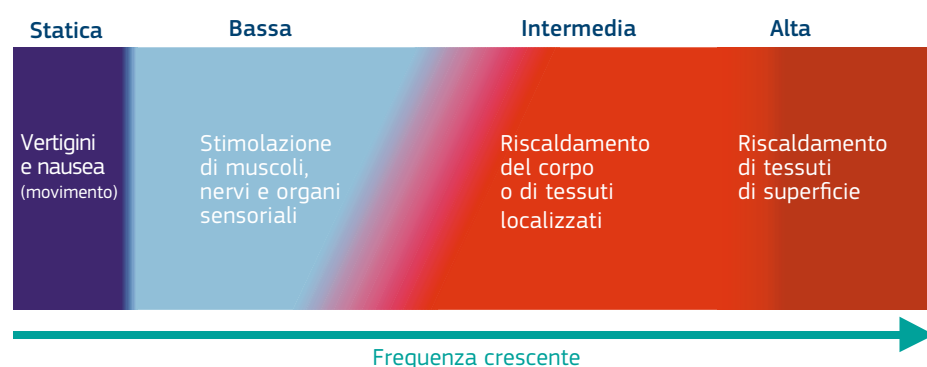 Statica
Bassa
Intermedia
Alta
Vertigini
e nausea
(movimento)
Stimolazione
di muscoli,
nervi e organi
sensoriali
Riscaldamento
del corpo
o di tessuti
localizzati
Riscaldamento
di tessuti
di superficie
Frequenza crescente